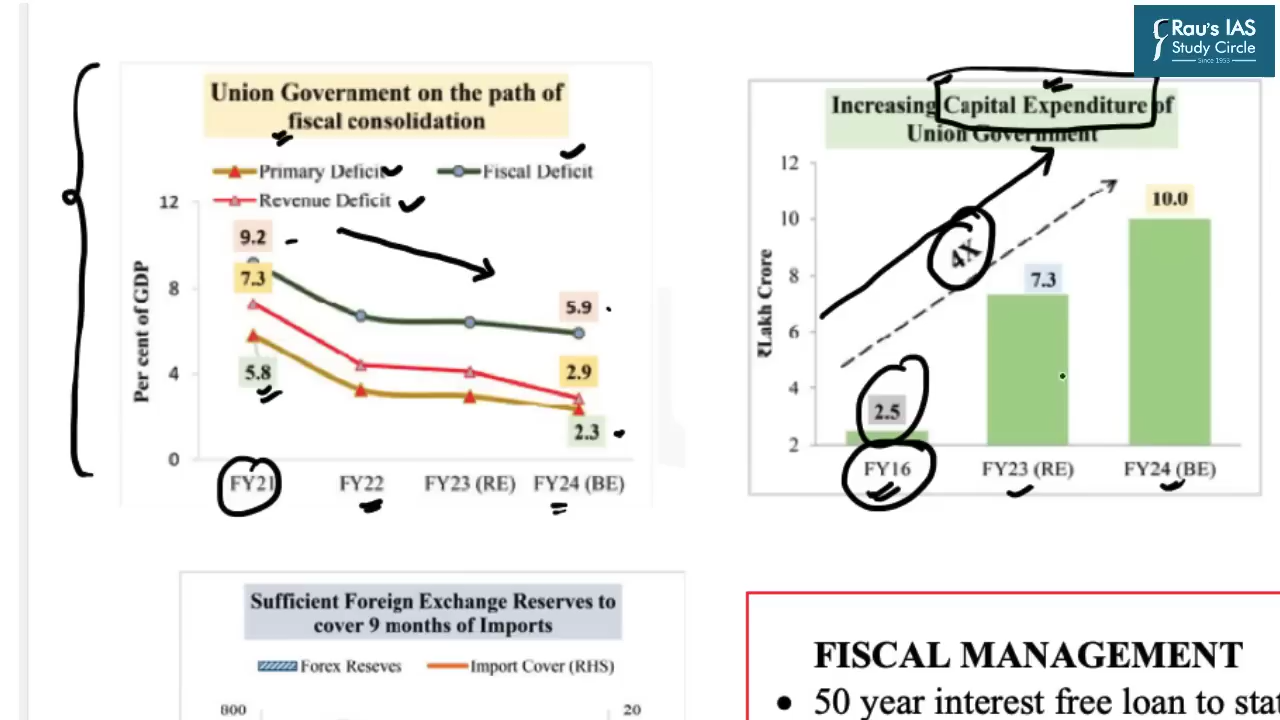 Rau's IAS
Study Circle
Since 1953
Union Government on the path of
fiscal consolidation
Primary Deficit
Fiscal Deficit
Revenue Deficit
12
8
4
0
Per cent of GDP
9.2
7.3
5.8
5.9
2.9
2.3
FY21
FY22
FY23 (RE)
FY24 (BE)
Increasing Capital Expenditure of
Union Government
12
10
8
6
4
2
₹Lakh Crore
4X
2.5
7.3
10.0
FY16
FY23 (RE)
FY24 (BE)
Sufficient Foreign Exchange Reserves to
cover 9 months of Imports
Forex Reseves
Import Cover (RHS)
800
20
FISCAL MANAGEMENT
• 50 year interest free loan to stat